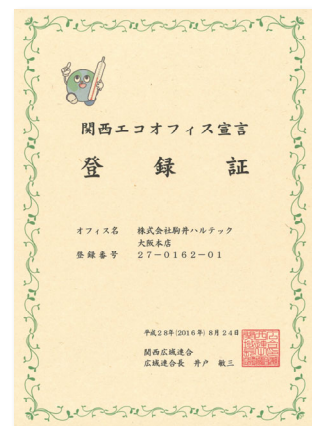 関西エコオフィス宣言
登録証
オフィス名 株式会社駒井ハルテック
大阪本店
登録番号 27-0162-01
平成28年(2016年)8月24日
関西広域連合
広域連合長 井戸 敏三